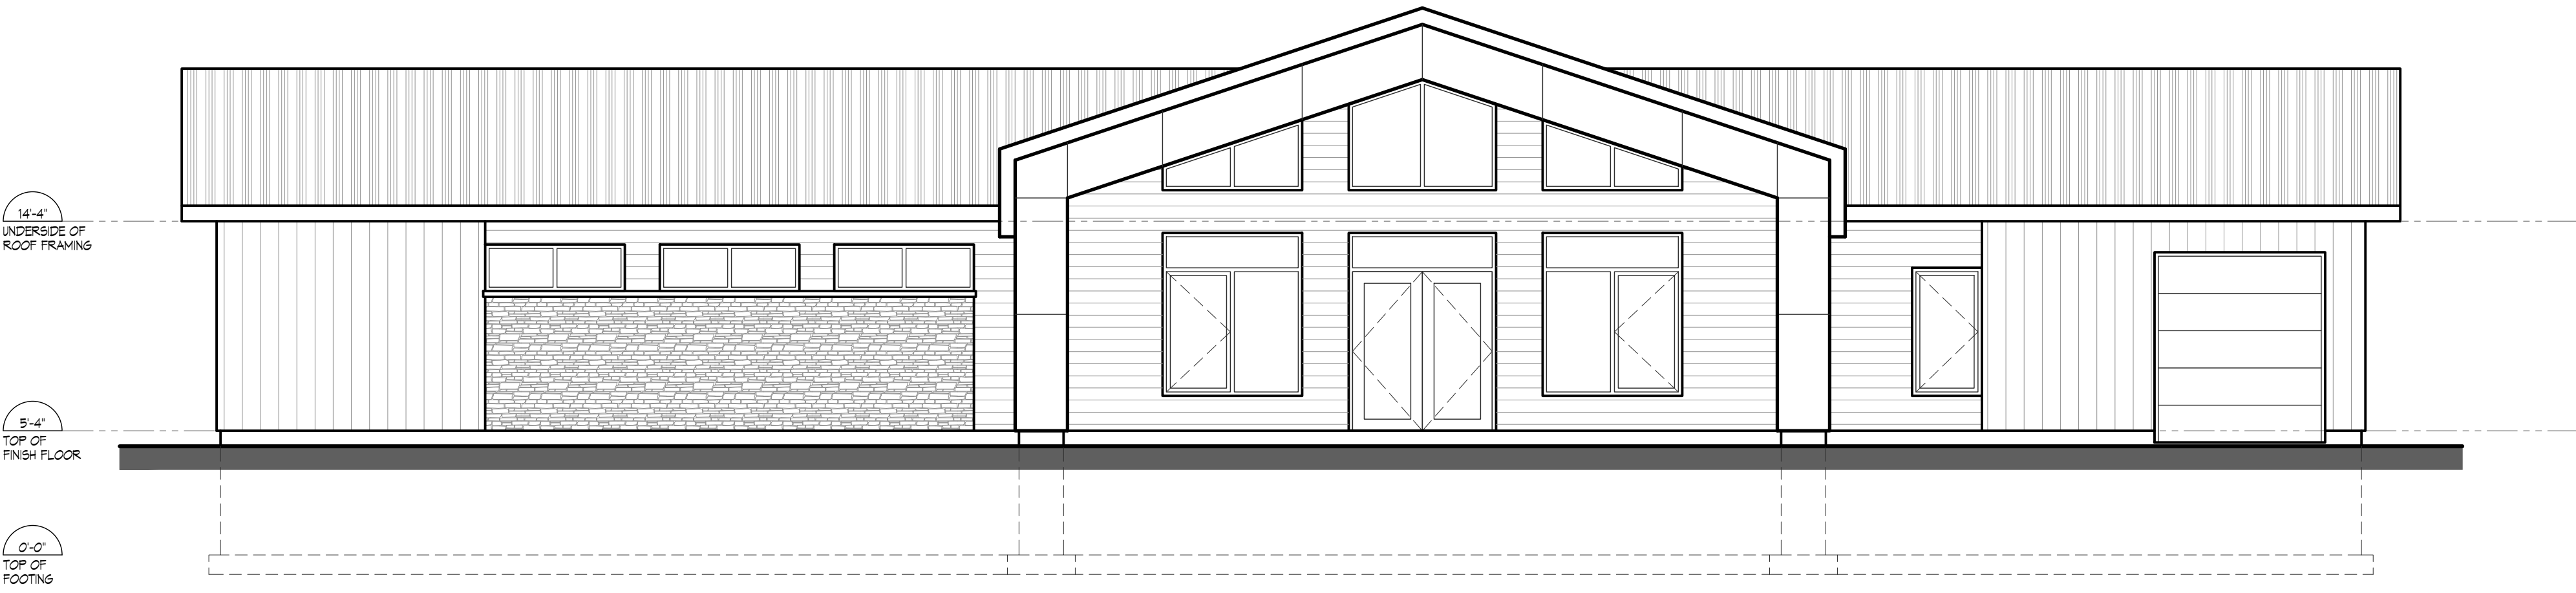 14'-4"
UNDERSIDE OF
ROOF FRAMING
5'-4"
TOP OF
FINISH FLOOR
0'-0"
TOP OF
FOOTING